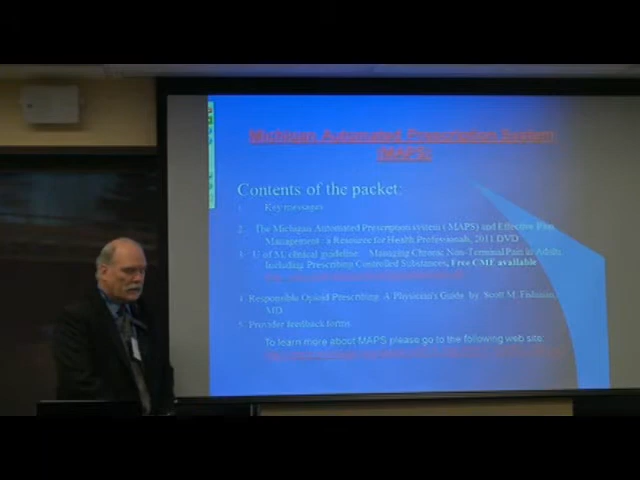 Michigan Automated Prescription System
(MAPS)
Contents of the packet:
1. Key messages
2. The Michigan Automated Prescription system ( MAPS) and Effective Pain
Management : a Resource for Health Professionals, 2011 DVD
3. U of M clinical guideline: Managing Chronic Non-Terminal Pain in Adults,
Including Prescribing Controlled Substances, Free CME available
4. Responsible Opioid Prescribing A Physician's Guide by Scott M. Fishman,
MD
5. Provider feedback forms
To learn more about MAPS please go to the following web site: